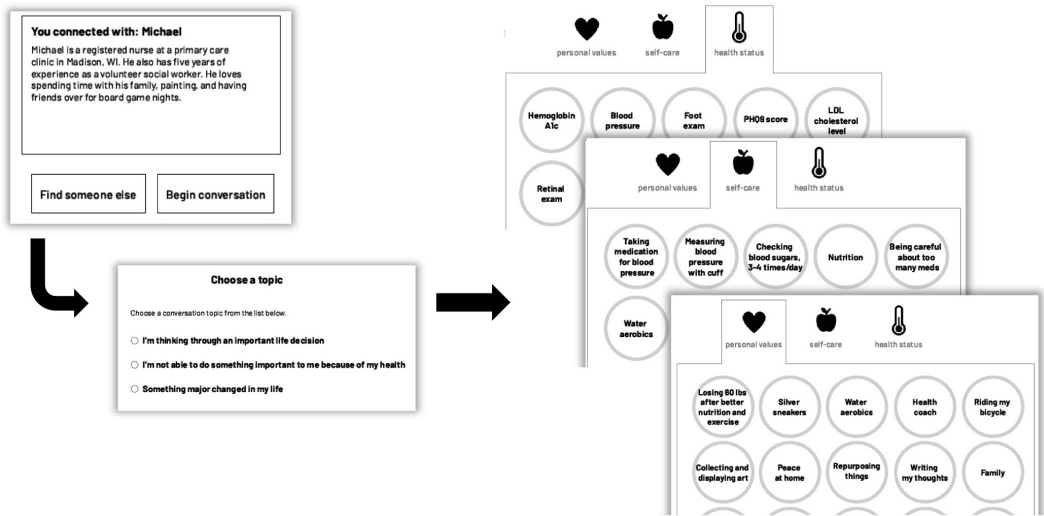 You connected with: Michael
Michael is a registered nurse at a primary care
clinic in Madison, WI. He also has five years of
experience as a volunteer social worker. He loves
spending time with his family, painting, and having
friends over for board game nights.
Find someone else
Begin conversation
Choose a topic
Choose a conversation topic from the list below.
I'm thinking through an important life decision
I'm not able to do something important to me because of my health
Something major changed in my life
personal values
self-care
health status
Hemoglobin
A1c
Blood
pressure
Foot
exam
PHQ9 score
LDL
cholesterol
level
Retinal
exam
personal values
self-care
health status
Taking
medication
for blood
pressure
Measuring
blood
pressure
with cuff
Checking
blood sugars,
3-4 times/day
Nutrition
Being careful
about too
many meds
Water
aerobics
personal values
self-care
health status
Losing 60 lbs
after better
nutrition and
exercise
Silver
sneakers
Water
aerobics
Health
coach
Riding my
bicycle
Collecting and
displaying art
Peace
at home
Repurposing
things
Writing
my thoughts
Family